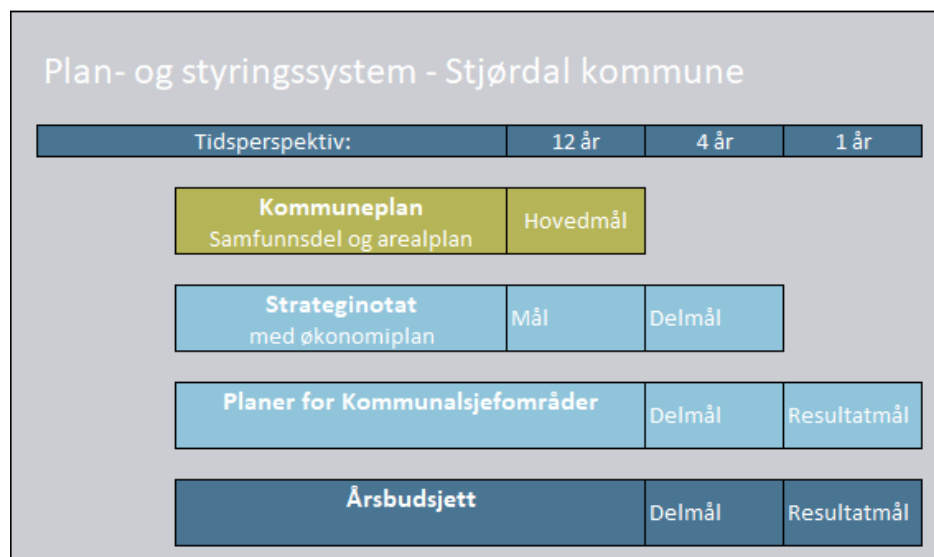 Plan- og styringssystem - Stjørdal kommune
Tidsperspektiv: 12 år 4 år 1 år
Kommuneplan
Samfunnsdel og arealplan
Hovedmål
Strateginotat
med økonomiplan
Mål Delmål
Planer for Kommunalsjefområder
Delmål Resultatmål
Årsbudsjett
Delmål Resultatmål